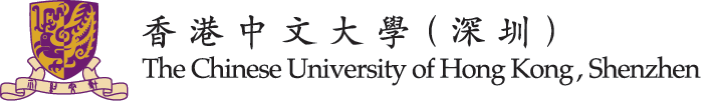 香港中文大學（深圳）
The Chinese University of Hong Kong, Shenzhen